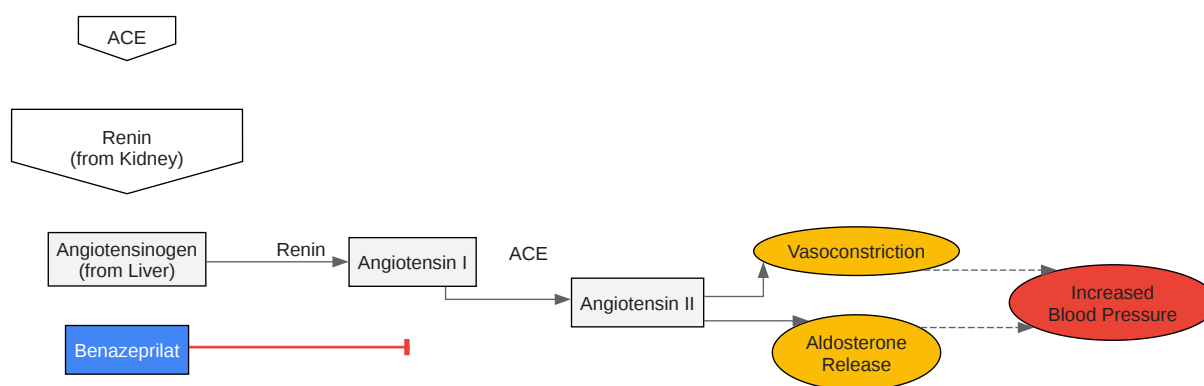 ACE
Renin
(from Kidney)
Angiotensinogen
(from Liver)
Renin
Angiotensin I
ACE
Angiotensin II
Vasoconstriction
Aldosterone
Release
Increased
Blood Pressure
Benazeprilat